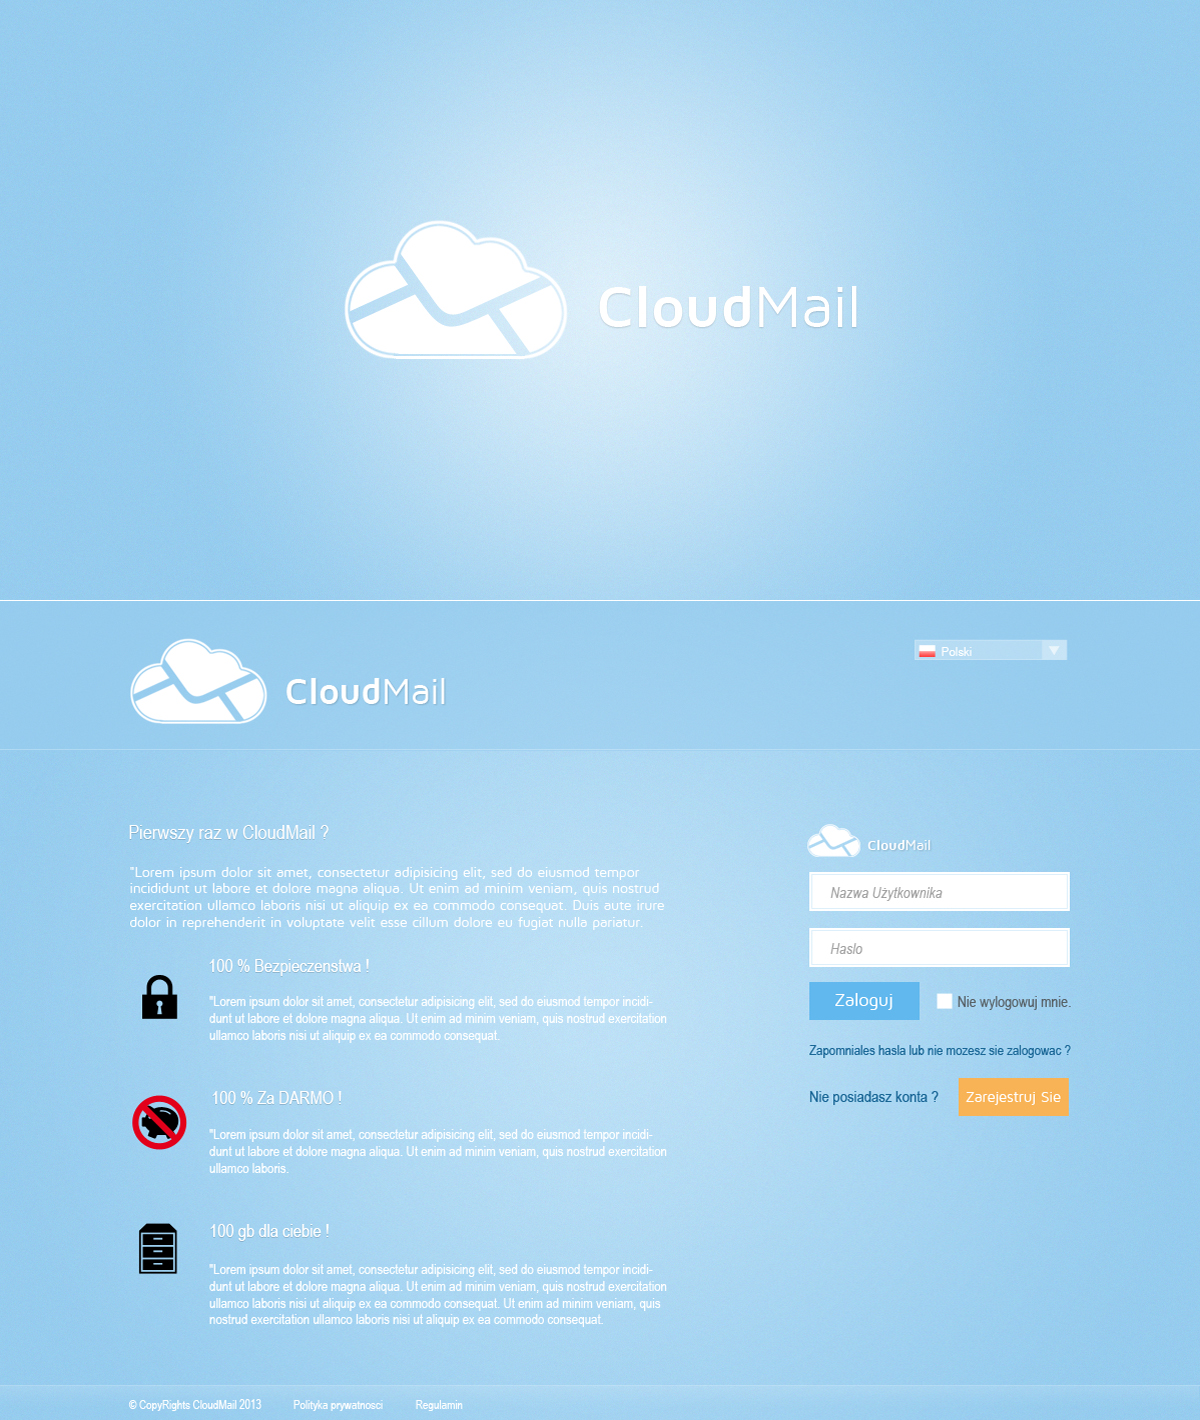 CloudMail
CloudMail
Polski
Pierwszy raz w CloudMail ?
"Lorem ipsum dolor sit amet, consectetur adipisicing elit, sed do eiusmod tempor
incididunt ut labore et dolore magna aliqua. Ut enim ad minim veniam, quis nostrud
exercitation ullamco laboris nisi ut aliquip ex ea commodo consequat. Duis aute irure
dolor in reprehenderit in voluptate velit esse cillum dolore eu fugiat nulla pariatur.
100 % Bezpieczenstwa !
"Lorem ipsum dolor sit amet, consectetur adipisicing elit, sed do eiusmod tempor incidi-
dunt ut labore et dolore magna aliqua. Ut enim ad minim veniam, quis nostrud exercitation
ullamco laboris nisi ut aliquip ex ea commodo consequat.
100 % Za DARMO !
"Lorem ipsum dolor sit amet, consectetur adipisicing elit, sed do eiusmod tempor incidi-
dunt ut labore et dolore magna aliqua. Ut enim ad minim veniam, quis nostrud exercitation
ullamco laboris.
100 gb dla ciebie !
"Lorem ipsum dolor sit amet, consectetur adipisicing elit, sed do eiusmod tempor incidi-
dunt ut labore et dolore magna aliqua. Ut enim ad minim veniam, quis nostrud exercitation
ullamco laboris nisi ut aliquip ex ea commodo consequat. Ut enim ad minim veniam, quis
nostrud exercitation ullamco laboris nisi ut aliquip ex ea commodo consequat.
CloudMail
Nazwa Użytkownika
Hasło
Zaloguj
Nie wylogowuj mnie.
Zapomniales hasla lub nie mozesz sie zalogowac ?
Nie posiadasz konta ?
Zarejestruj Sie
© CopyRights CloudMail 2013
Polityka prywatnosci
Regulamin